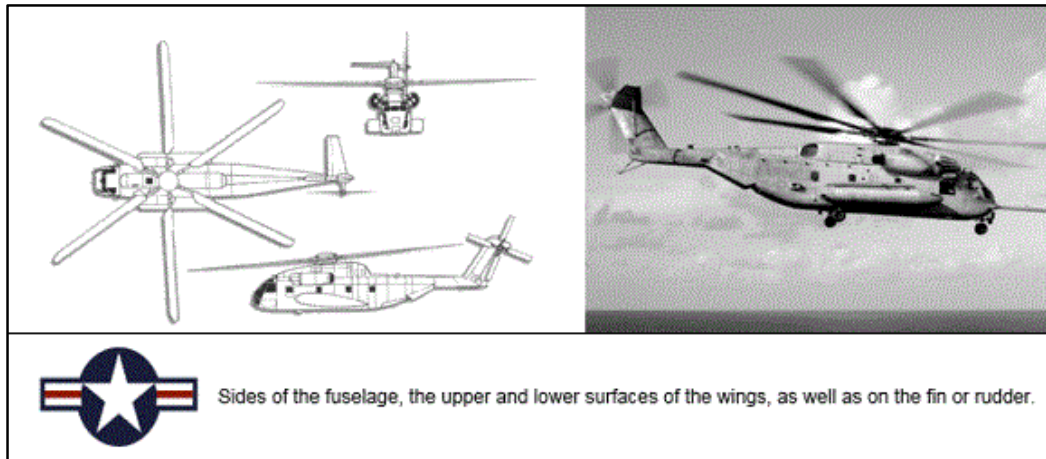 Sides of the fuselage, the upper and lower surfaces of the wings, as well as on the fin or rudder.